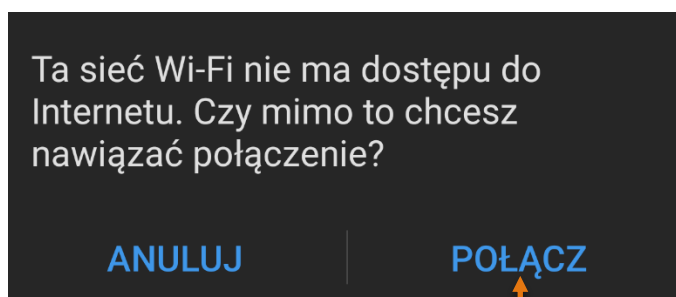 Ta sieć Wi-Fi nie ma dostępu do
Internetu. Czy mimo to chcesz
nawiązać połączenie?
ANULUJ POŁĄCZ